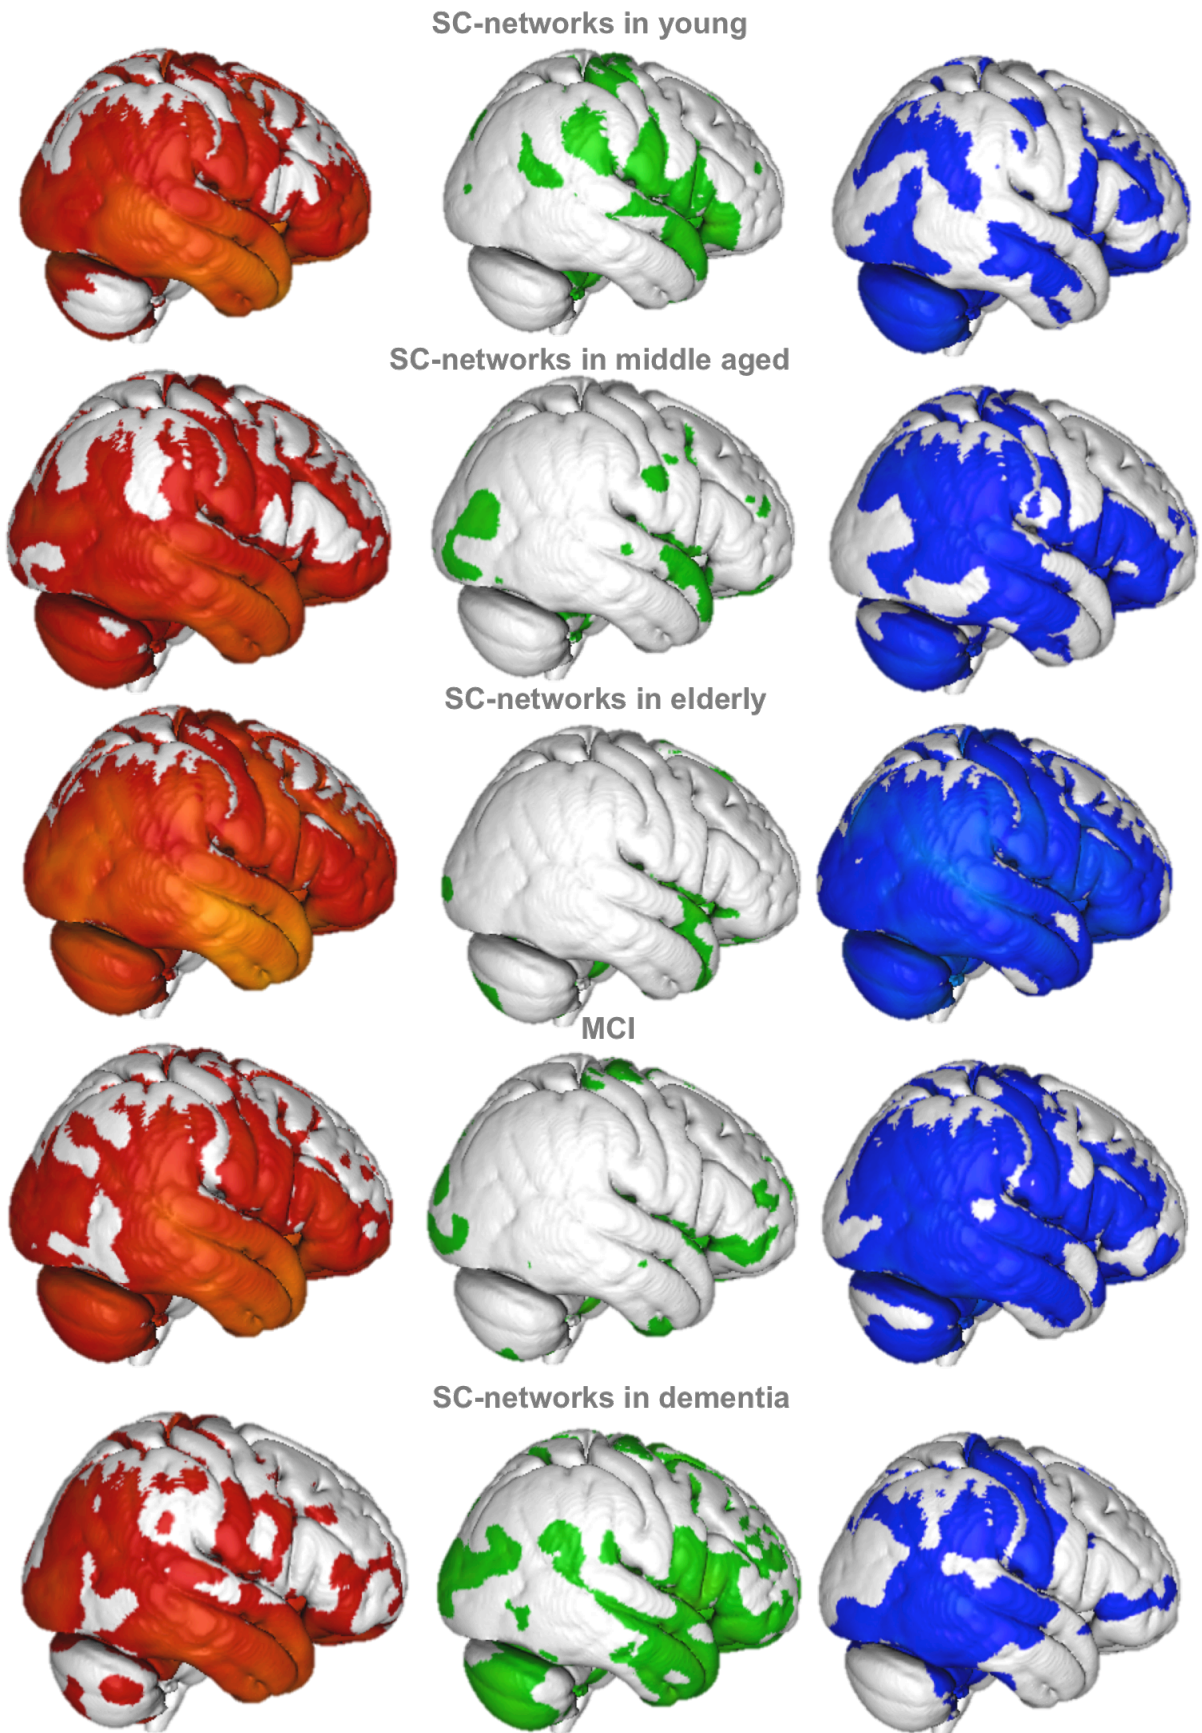 SC-networks in young
SC-networks in middle aged
SC-networks in elderly
MCI
SC-networks in dementia